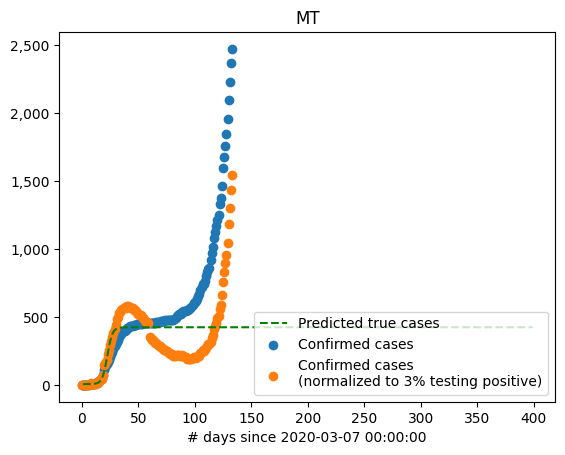 MT
2,500
2,000
1,500
1,000
500
0
0 50 100 150 200 250 300 350 400
# days since 2020-03-07 00:00:00
Predicted true cases
Confirmed cases
Confirmed cases
(normalized to 3% testing positive)